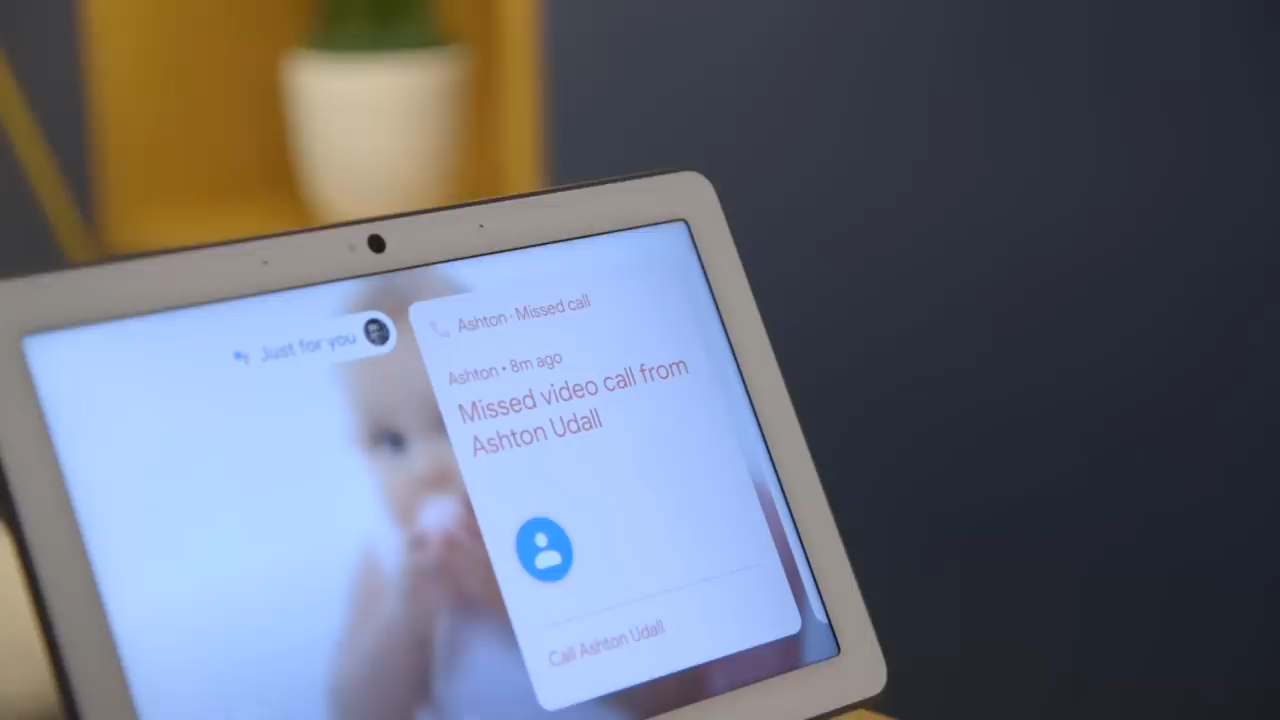 Just for you
Ashton · Missed call
Ashton • 8m ago
Missed video call from
Ashton Udall
Call Ashton Udall